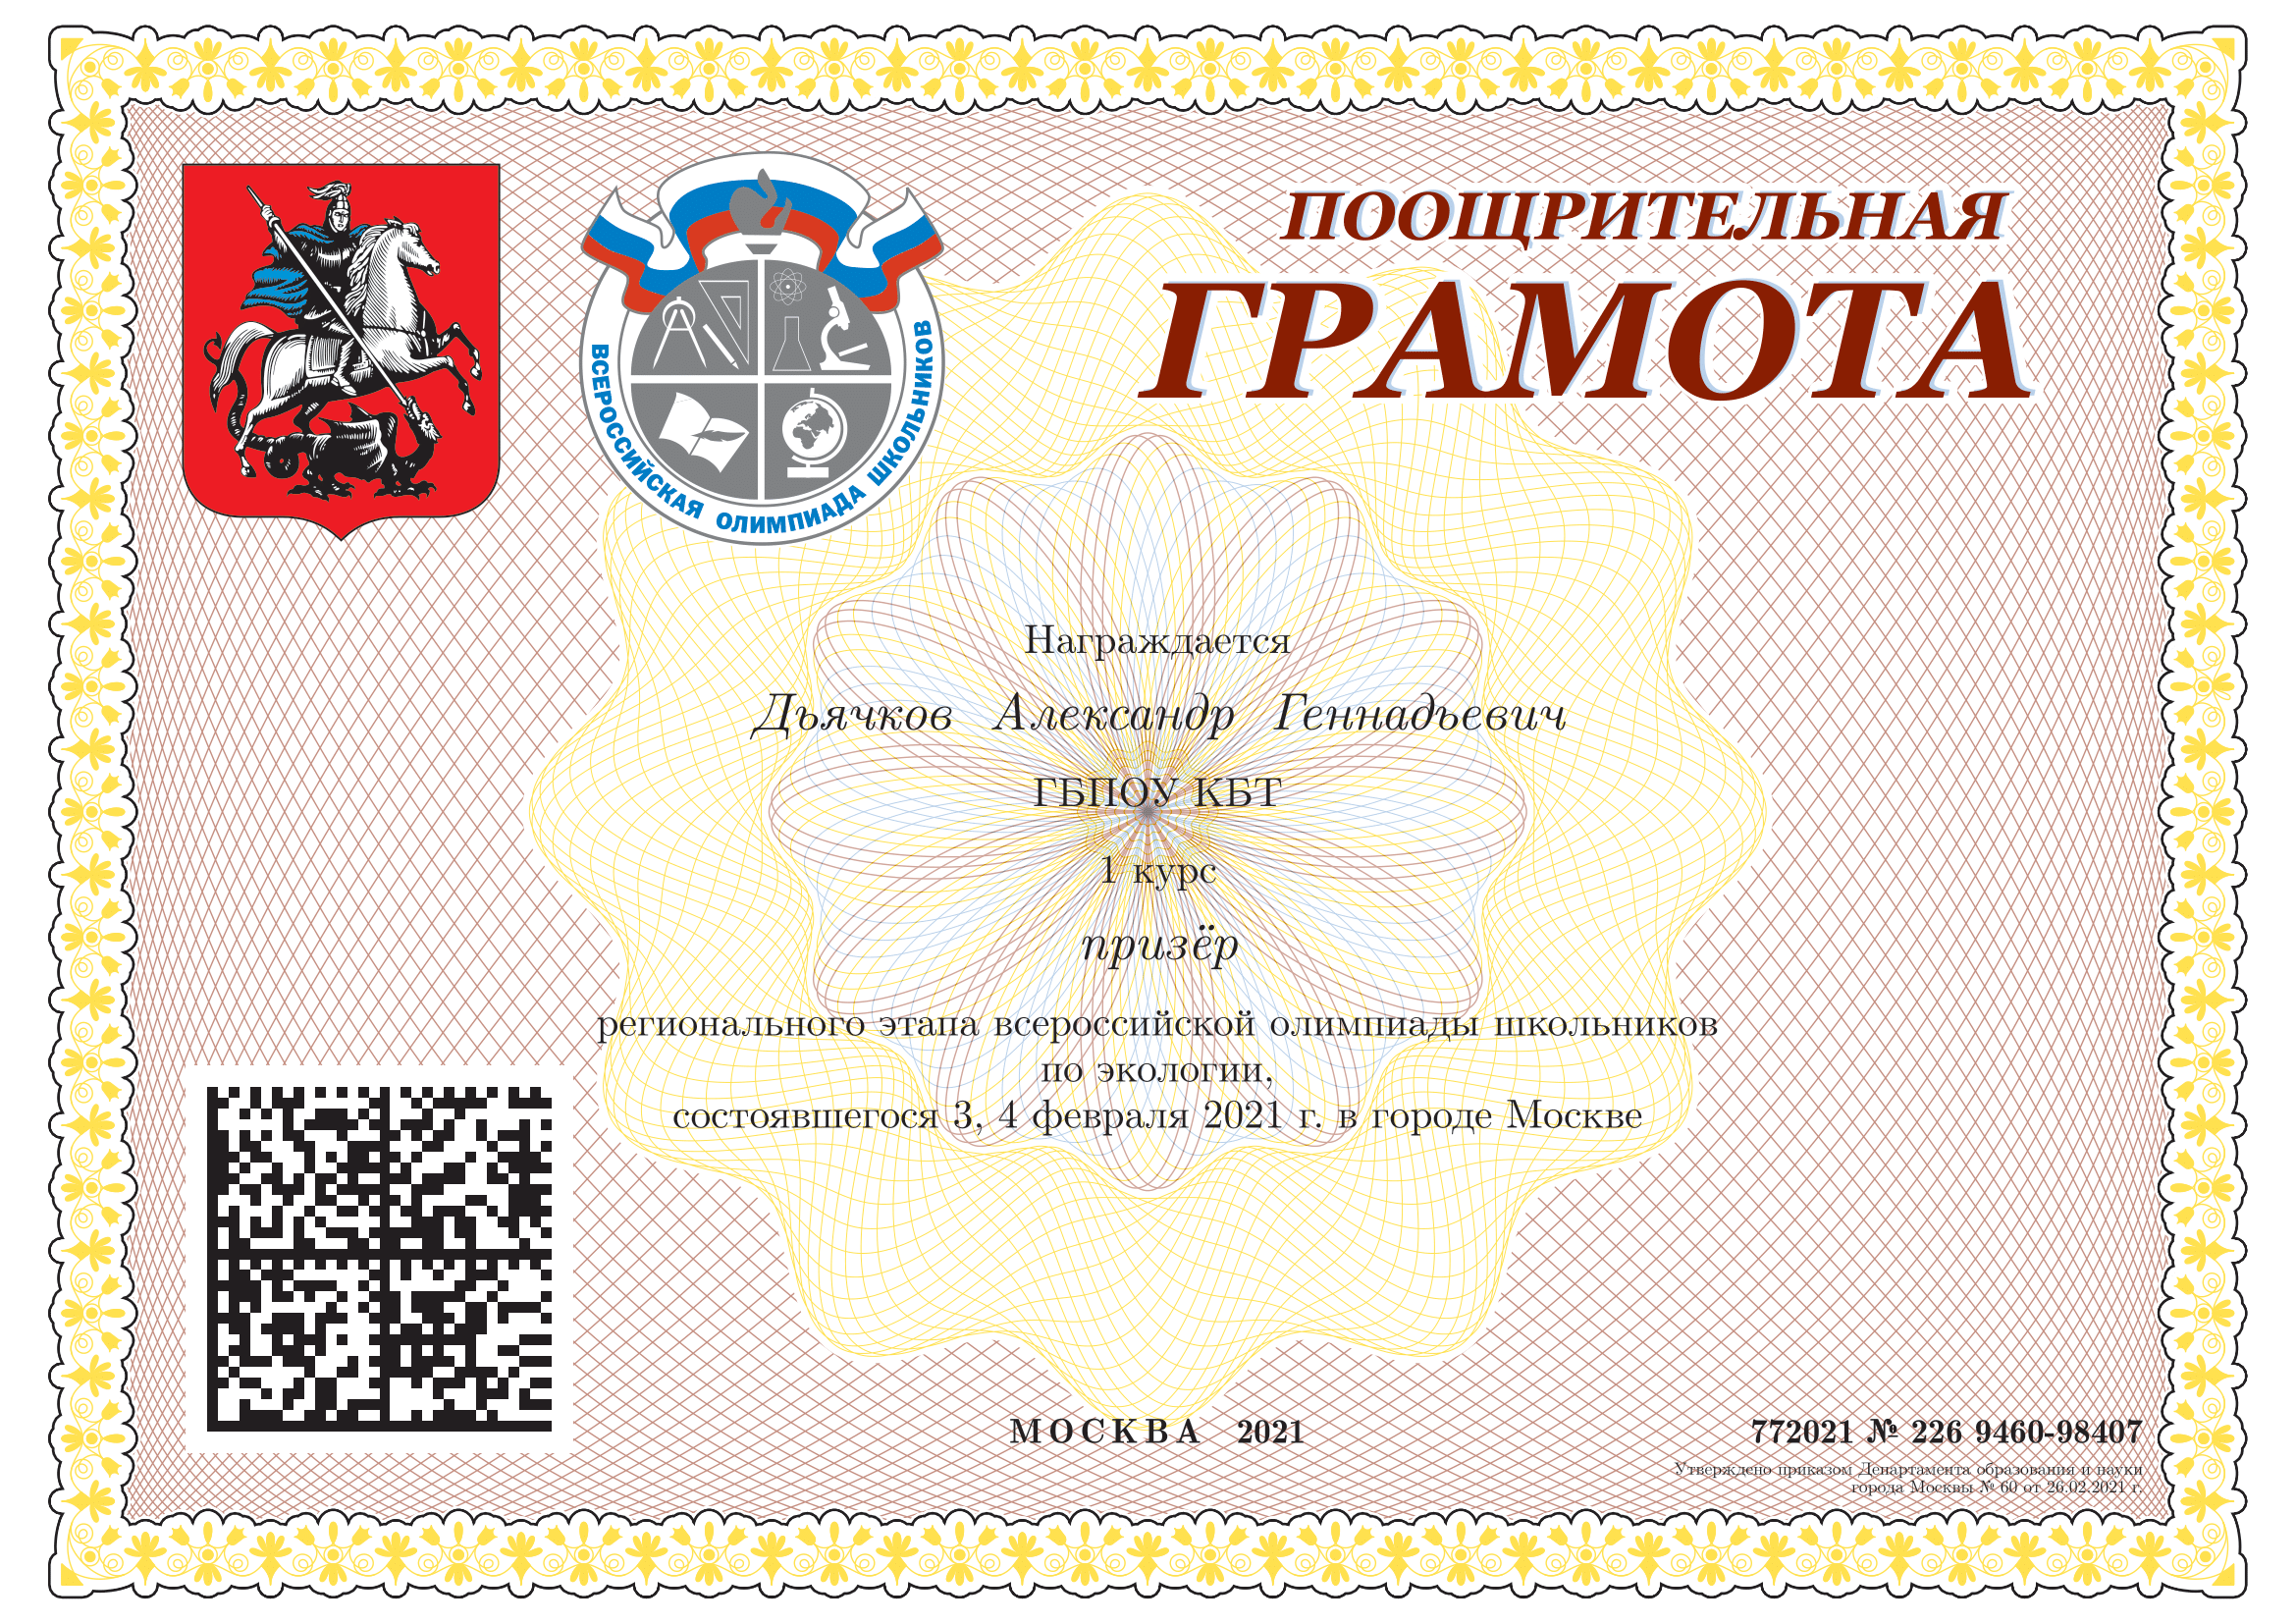 ВСЕРОССИЙСКАЯ ОЛИМПИАДА ШКОЛЬНИКОВ
ПООЩРИТЕЛЬНАЯ
ГРАМОТА
Награждается
Дьячков Александр Геннадьевич
ГБПОУ КБТ
1 курс
призёр
регионального этапа всероссийской олимпиады школьников
по экологии,
состоявшегося 3, 4 февраля 2021 г. в городе Москве
МОСКВА 2021
772021 № 226 9460-98407
Утверждено приказом Департамента образования и науки
города Москвы № 60 от 26.02.2021 г.